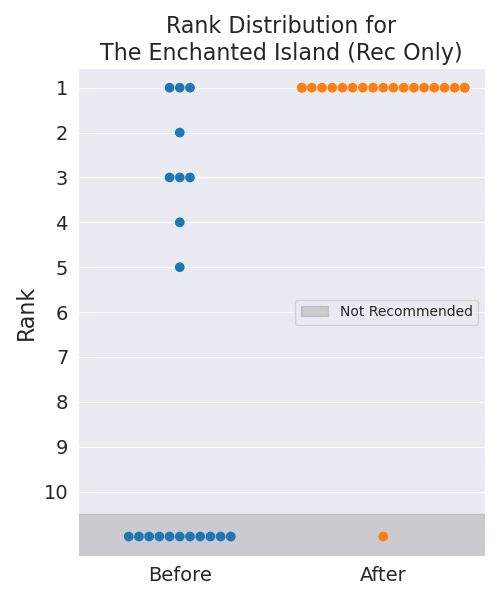 Rank Distribution for
The Enchanted Island (Rec Only)
Rank
1
2
3
4
5
6
7
8
9
10
Not Recommended
Before
After